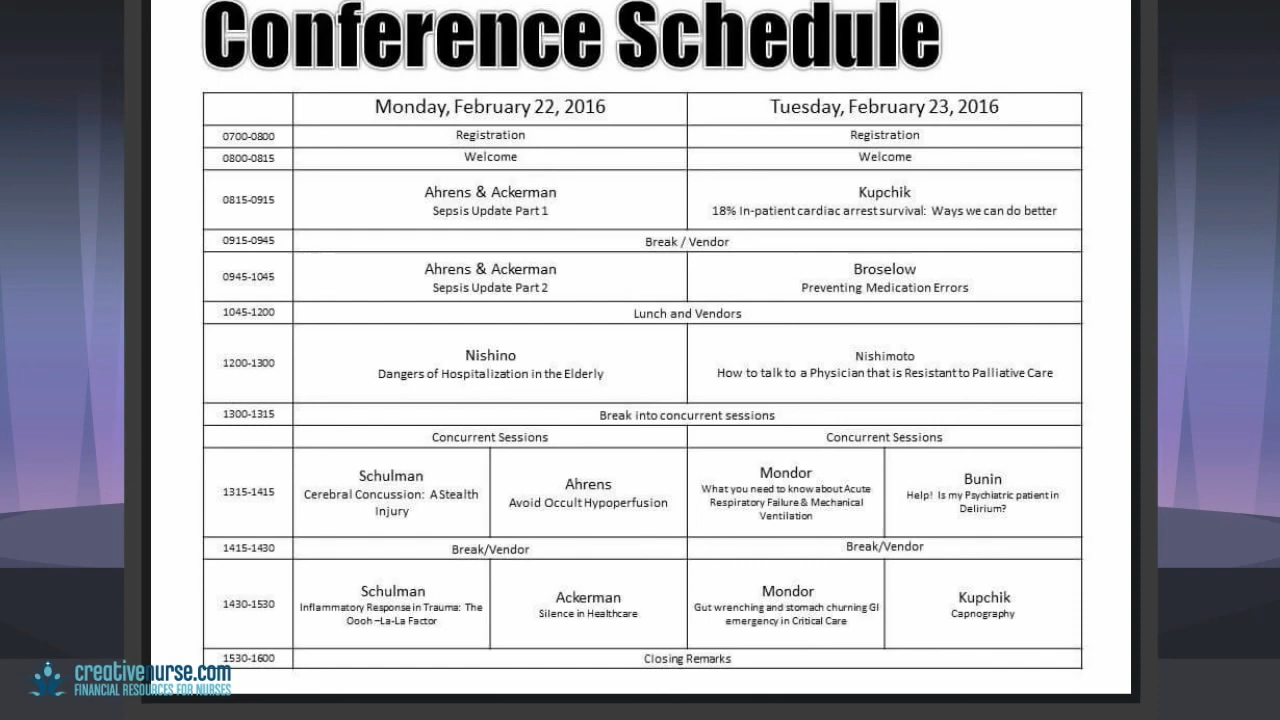 Conference Schedule
Monday, February 22, 2016
Tuesday, February 23, 2016
0700-0800
Registration
Registration
0800-0815
Welcome
Welcome
0815-0915
Ahrens & Ackerman
Sepsis Update Part 1
Kupchik
18% In-patient cardiac arrest survival: Ways we can do better
0915-0945
Break / Vendor
0945-1045
Ahrens & Ackerman
Sepsis Update Part 2
Broselow
Preventing Medication Errors
1045-1200
Lunch and Vendors
1200-1300
Nishino
Dangers of Hospitalization in the Elderly
Nishimoto
How to talk to a Physician that is Resistant to Palliative Care
1300-1315
Break into concurrent sessions
Concurrent Sessions
Concurrent Sessions
1315-1415
Schulman
Cerebral Concussion: A Stealth
Injury
Ahrens
Avoid Occult Hypoperfusion
Mondor
What you need to know about Acute
Respiratory Failure & Mechanical
Ventilation
Bunin
Help! Is my Psychiatric patient in
Delirium?
1415-1430
Break/Vendor
Break/Vendor
1430-1530
Schulman
Inflammatory Response in Trauma: The
Oooh –La-La Factor
Ackerman
Silence in Healthcare
Mondor
Gut wrenching and stomach churning GI
emergency in Critical Care
Kupchik
Capnography
1530-1600
Closing Remarks
creativenurse.com
FINANCIAL RESOURCES FOR NURSES